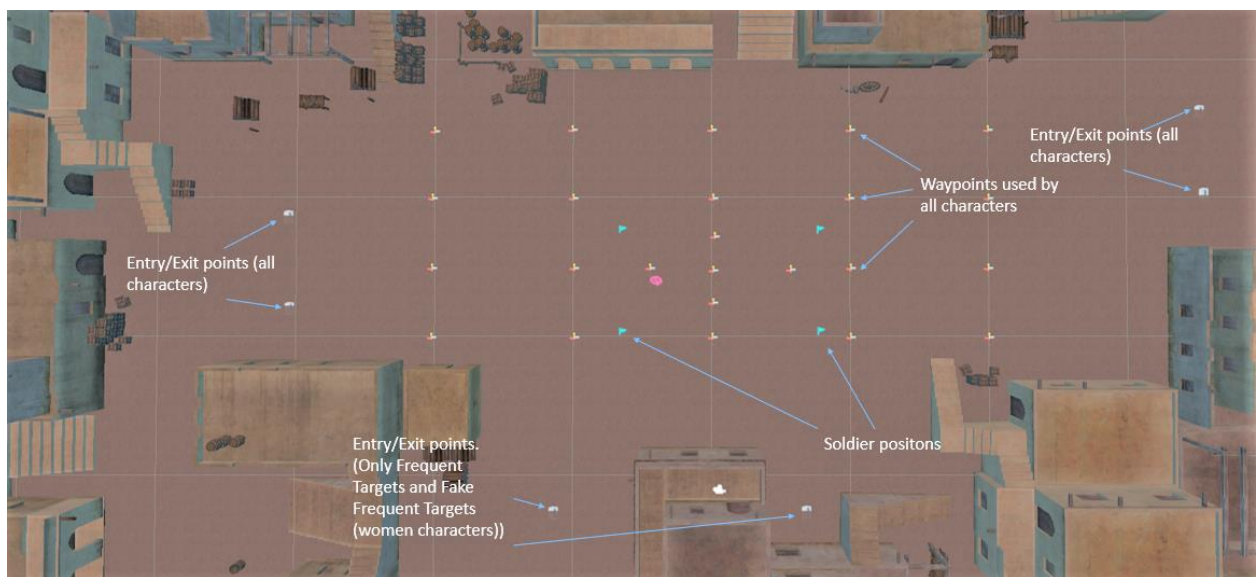 Entry/Exit points (all
characters)
Waypoints used by
all characters
Entry/Exit points (all
characters)
Soldier positons
Entry/Exit points.
(Only Frequent
Targets and Fake
Frequent Targets
(women characters))